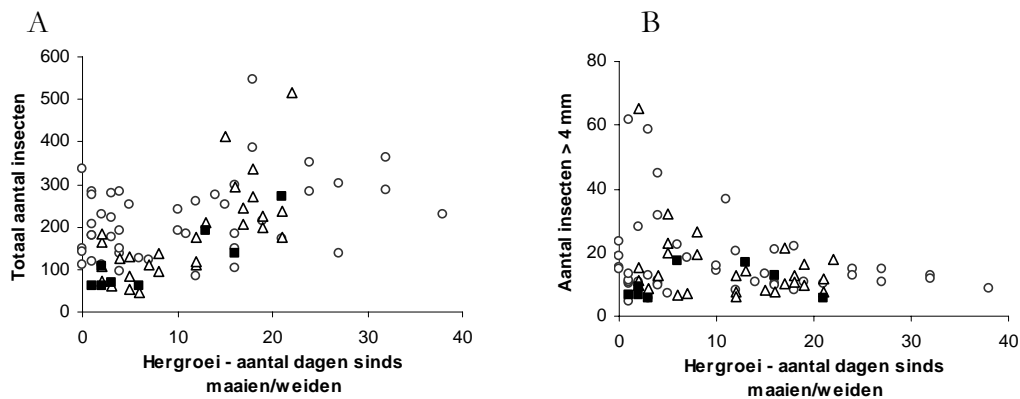 A
Totaal aantal insecten
600
500
400
300
200
100
0
0 10 20 30 40
Hergroei - aantal dagen sinds
maaien/weiden
B
Aantal insecten > 4 mm
80
60
40
20
0
0 10 20 30 40
Hergroei - aantal dagen sinds
maaien/weiden